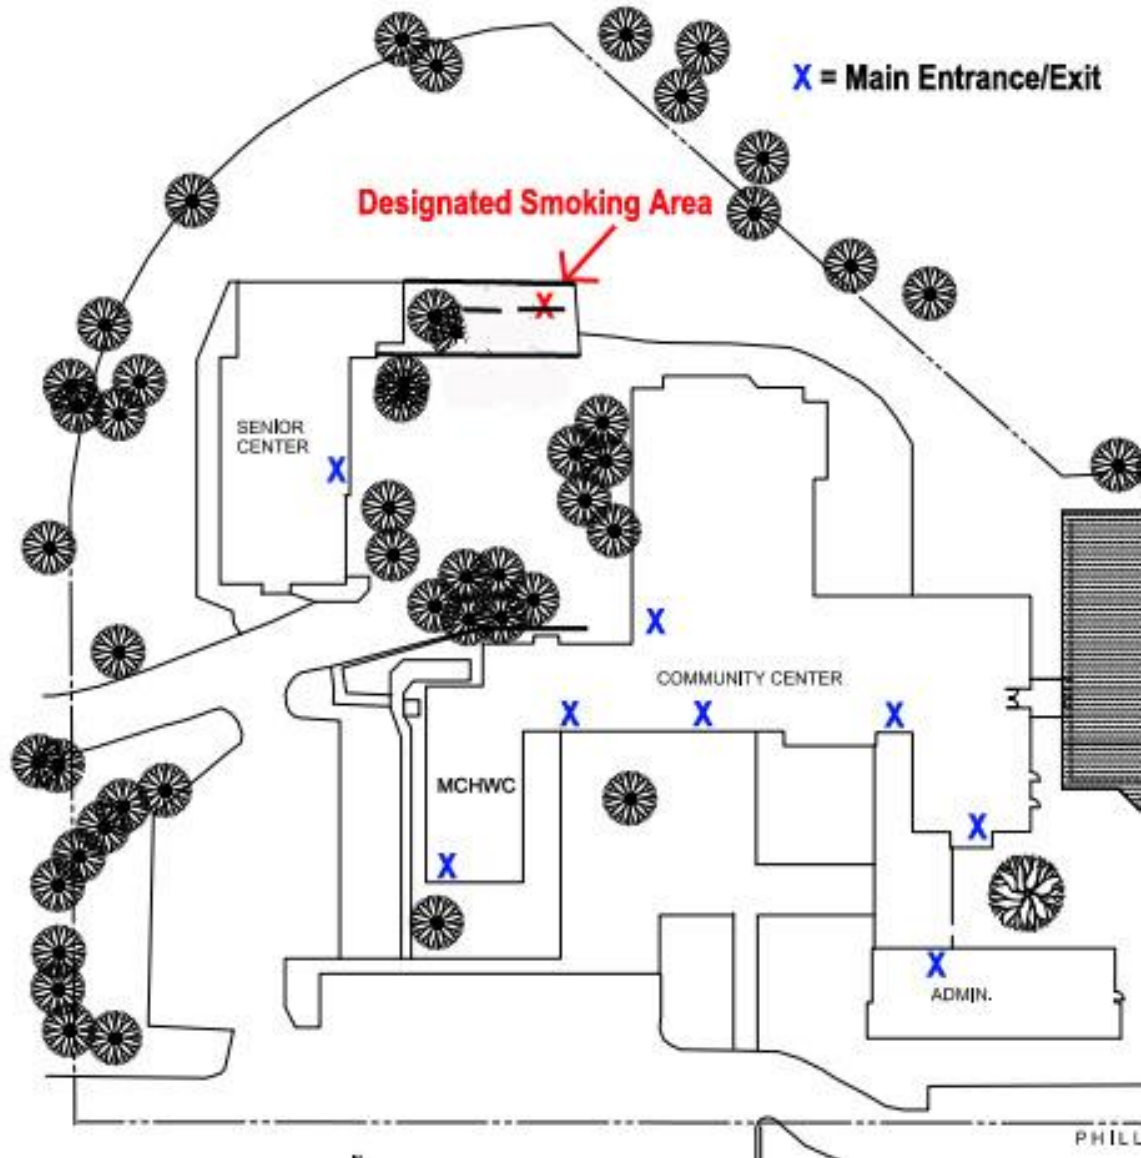 X = Main Entrance/Exit
Designated Smoking Area
X
SENIOR
CENTER
X
X
COMMUNITY CENTER
X
X
X
MCHWC
X
X
X
ADMIN.
PHILL